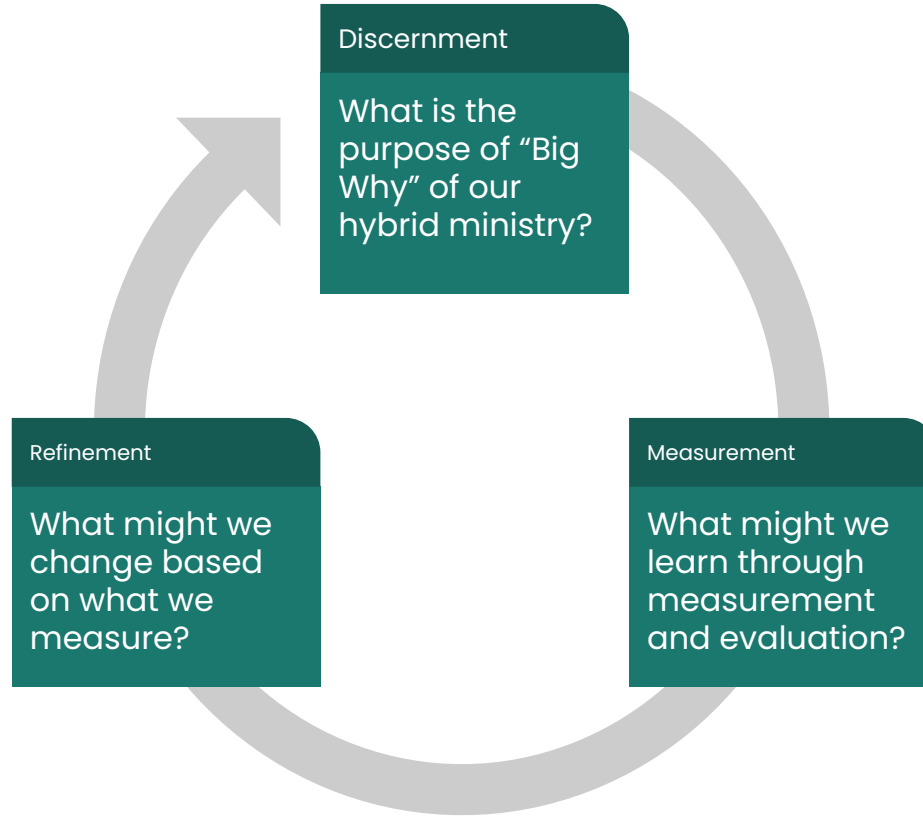 Discernment
What is the
purpose of “Big
Why” of our
hybrid ministry?
Refinement
What might we
change based
on what we
measure?
Measurement
What might we
learn through
measurement
and evaluation?